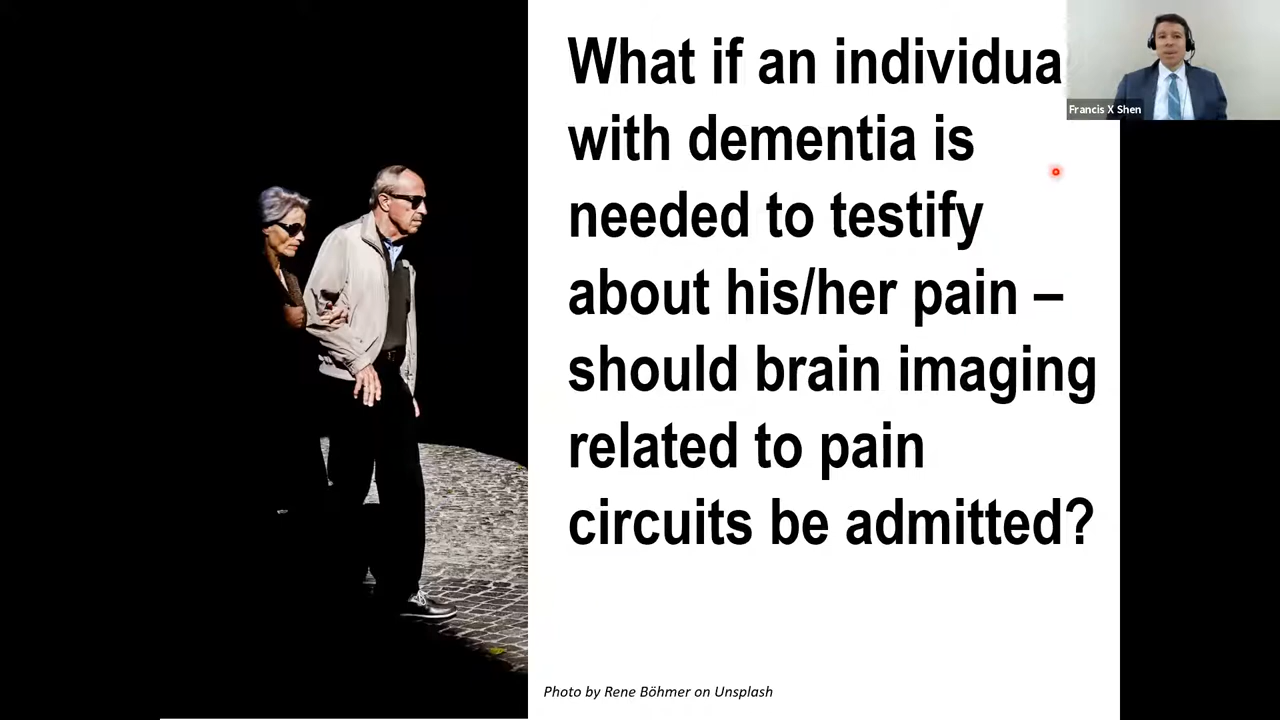 What if an individua
with dementia is
needed to testify
about his/her pain –
should brain imaging
related to pain
circuits be admitted?
Francis X Shen
Photo by Rene Böhmer on Unsplash